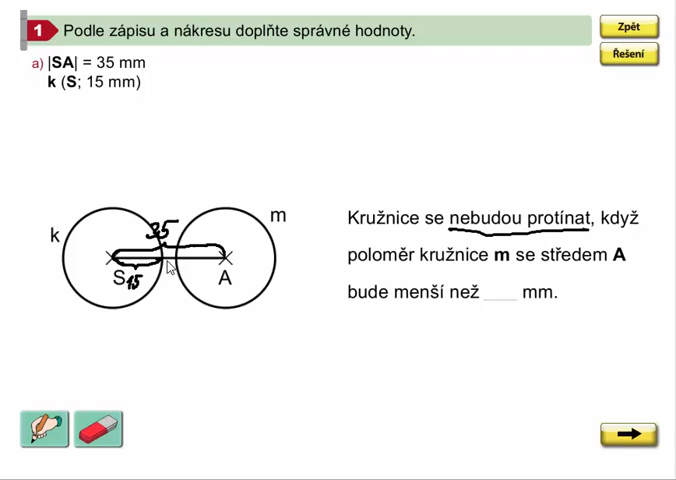 1 Podle zápisu a nákresu doplňte správné hodnoty.
Zpět
Řešení
a) |SA| = 35 mm
k (S; 15 mm)
k
35
m
S
15
A
Kružnice se nebudou protínat, když
poloměr kružnice m se středem A
bude menší než ____ mm.